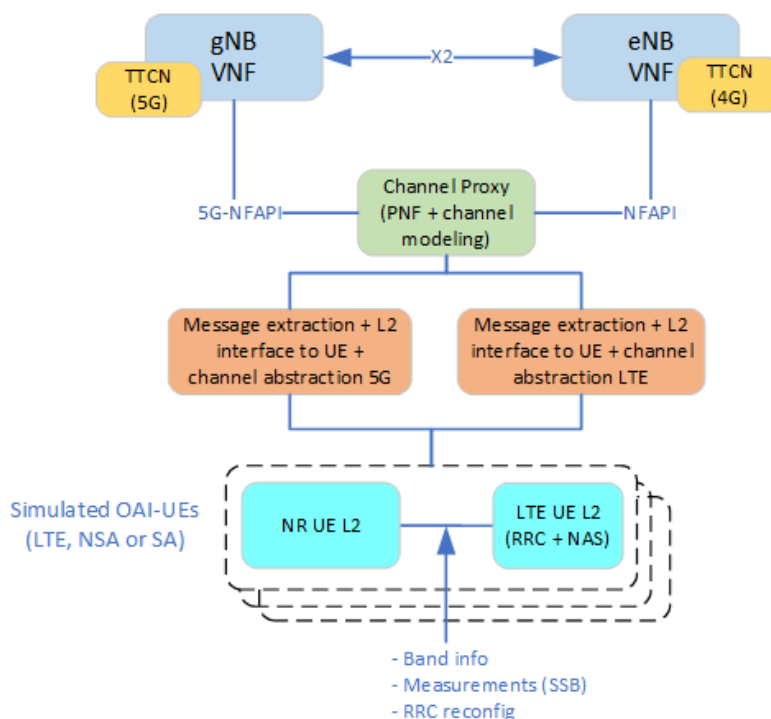 gNB
VNF
X2
eNB
VNF
TTCN
(5G)
TTCN
(4G)
Channel Proxy
(PNF + channel
modeling)
5G-NFAPI
NFAPI
Message extraction + L2
interface to UE +
channel abstraction 5G
Message extraction + L2
interface to UE + channel
abstraction LTE
Simulated OAI-UEs
(LTE, NSA or SA)
NR UE L2
LTE UE L2
(RRC + NAS)
- Band info
- Measurements (SSB)
- RRC reconfig